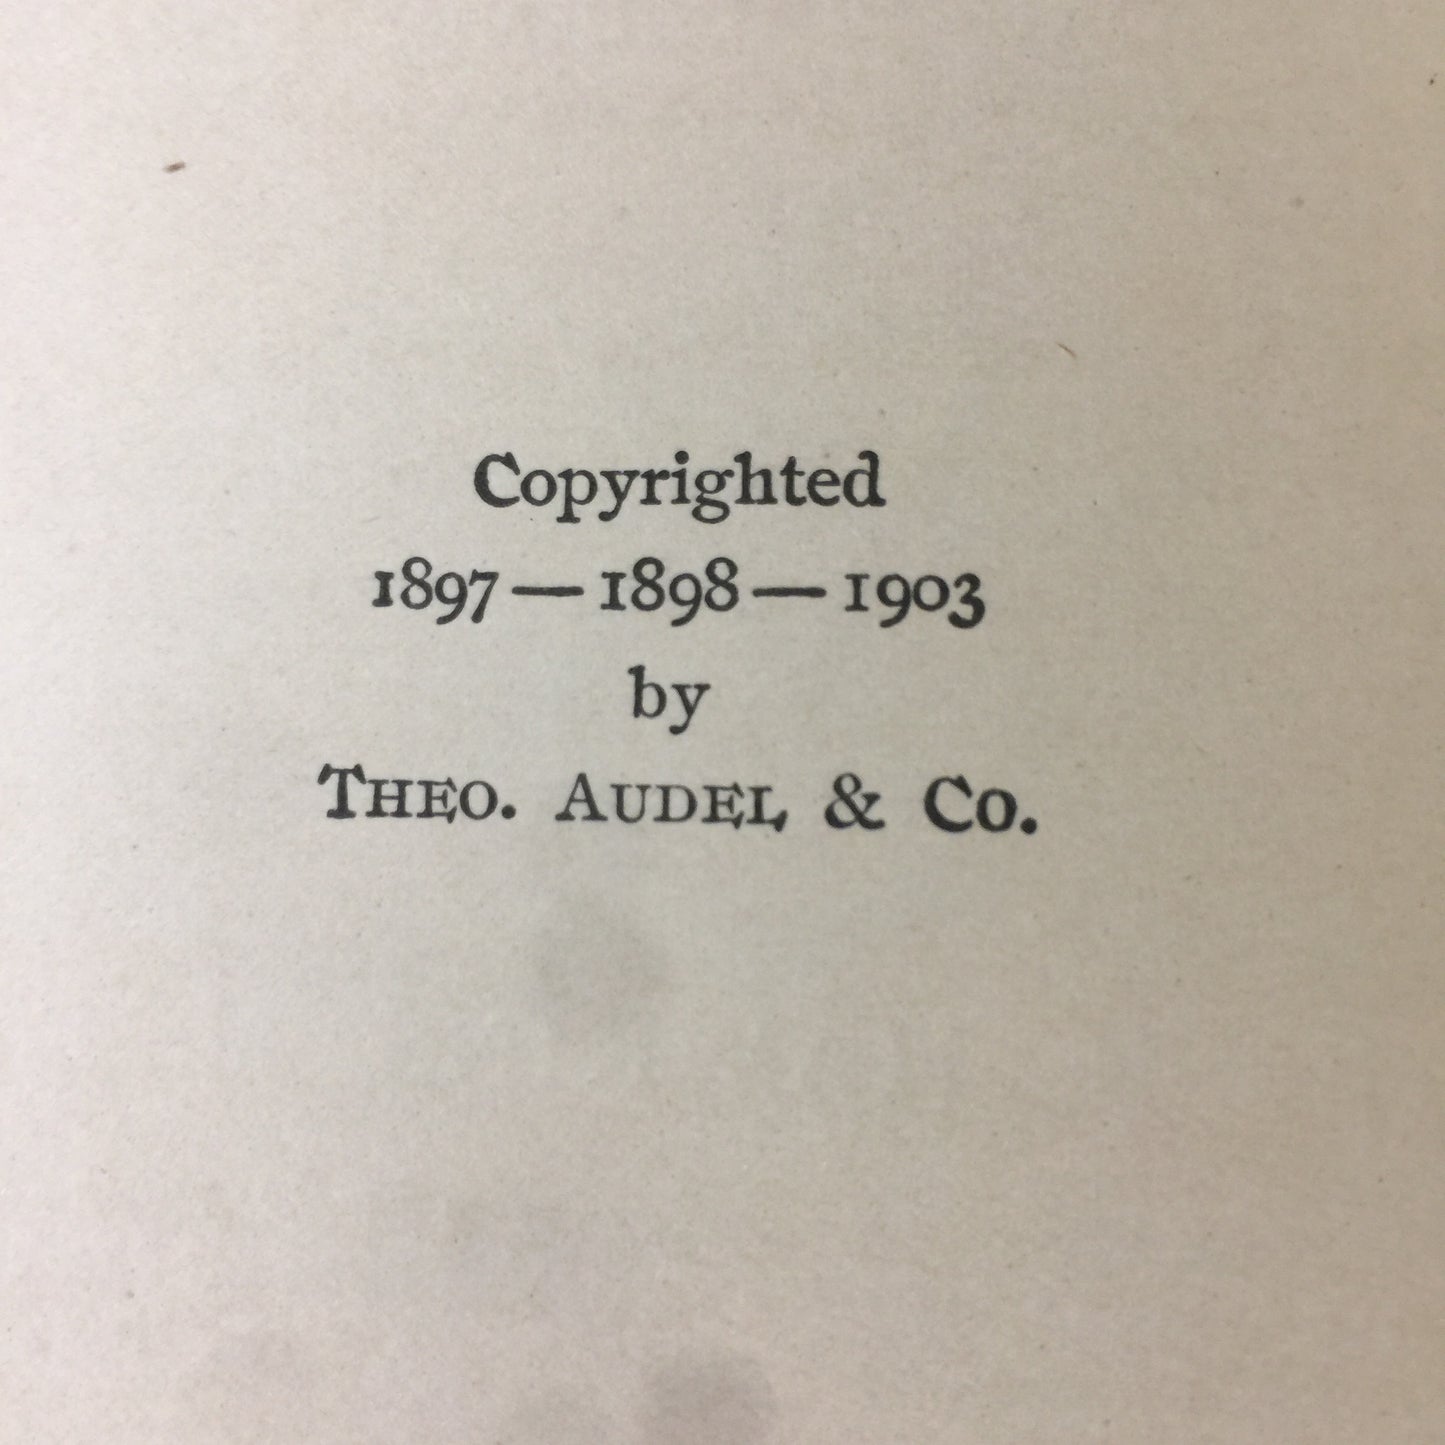 Copyrighted
1897—1898—1903
by
THEO. AUDEL & Co.